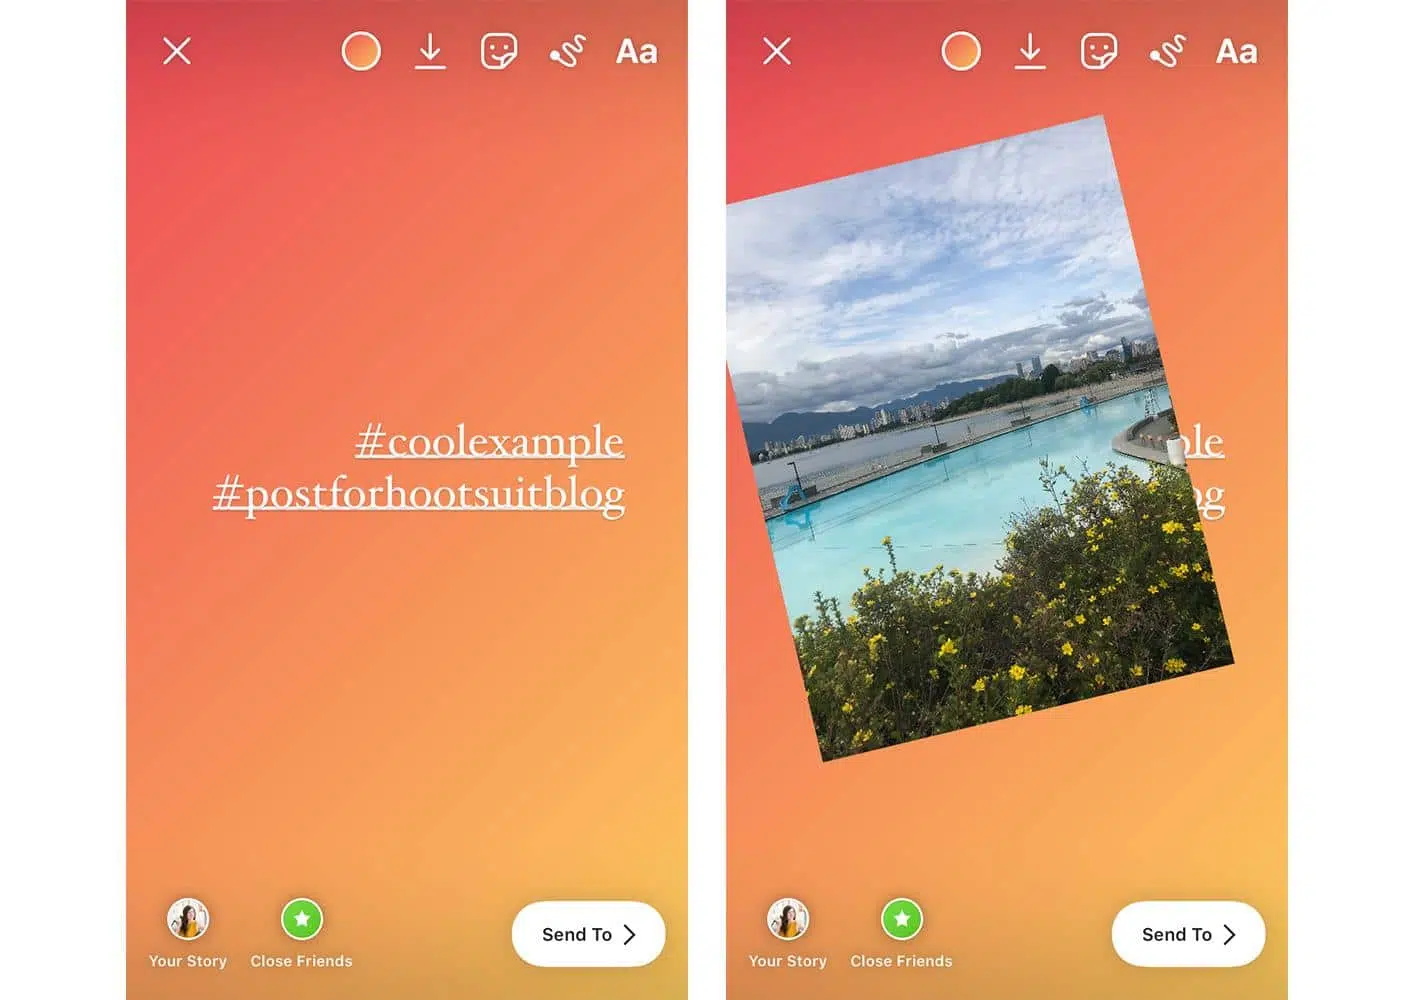 Aa
#coolexample
#postforhootsuitblog
Your Story
Close Friends
Send To
Aa
ple
og
Your Story
Close Friends
Send To